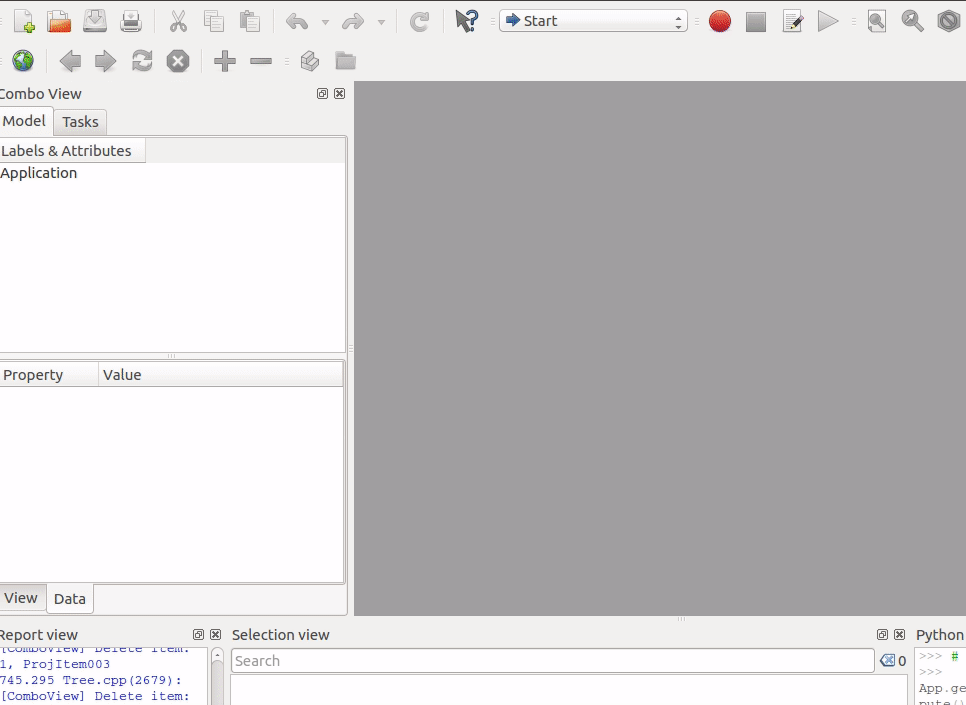 Start
Combo View
Model Tasks
Labels & Attributes
Application
Property Value
View Data
Report view
[ComboView] Delete item:
1, ProjItem003
745.295 Tree.cpp(2679):
[ComboView] Delete item:
Selection view
Search
0
Python
>>> #
>>>
App.ge
pute()